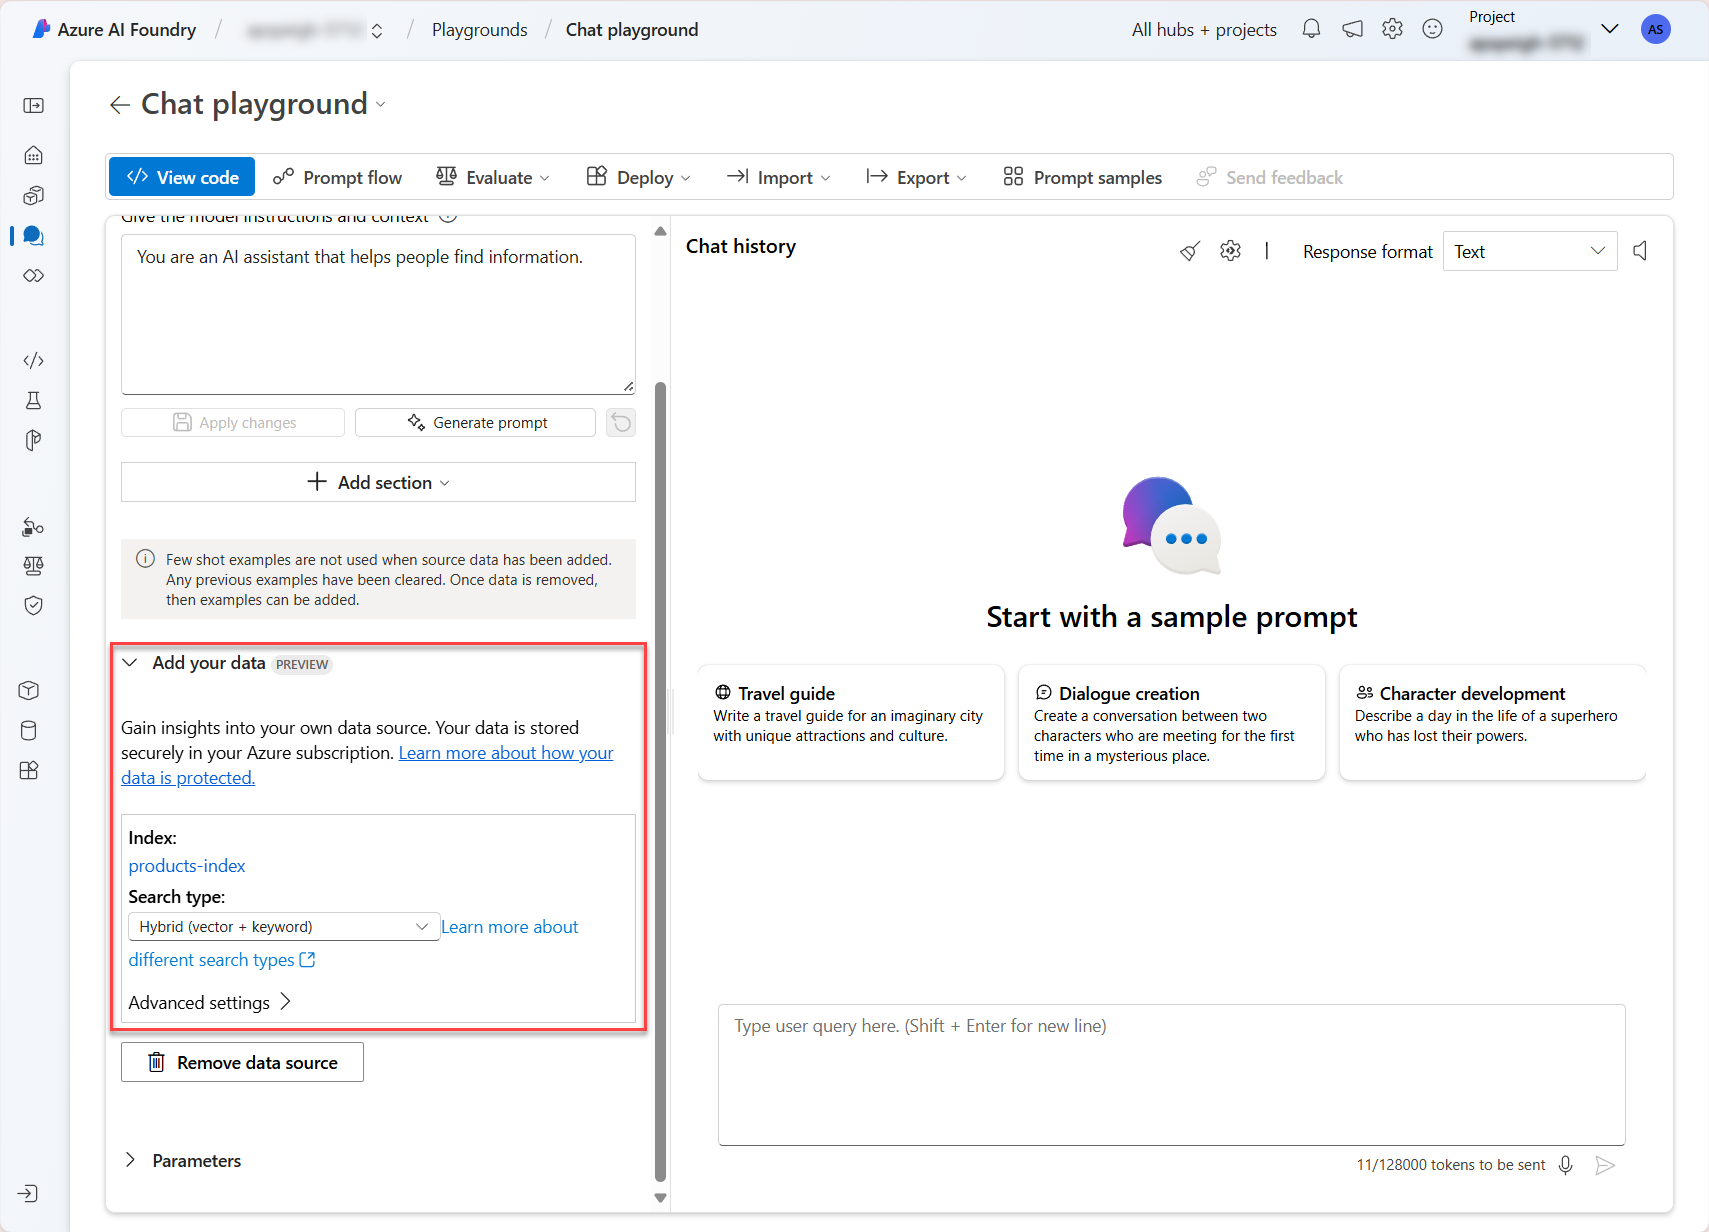 Azure AI Foundry / / Playgrounds / Chat playground
All hubs + projects
Project
AS
Chat playground
View code
Prompt flow
Evaluate
Deploy
Import
Export
Prompt samples
Send feedback
Give the model instructions and context
You are an AI assistant that helps people find information.
Apply changes
Generate prompt
Add section
Few shot examples are not used when source data has been added.
Any previous examples have been cleared. Once data is removed,
then examples can be added.
Add your data PREVIEW
Gain insights into your own data source. Your data is stored
securely in your Azure subscription. Learn more about how your
data is protected.
Index:
products-index
Search type:
Hybrid (vector + keyword)
Learn more about
different search types
Advanced settings
Remove data source
Parameters
Chat history
Response format
Text
Start with a sample prompt
Travel guide
Write a travel guide for an imaginary city
with unique attractions and culture.
Dialogue creation
Create a conversation between two
characters who are meeting for the first
time in a mysterious place.
Character development
Describe a day in the life of a superhero
who has lost their powers.
Type user query here. (Shift + Enter for new line)
11/128000 tokens to be sent